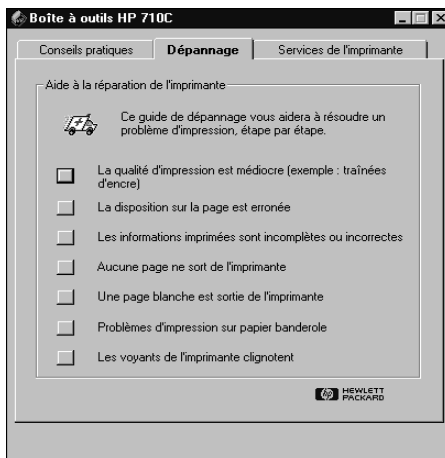 Boîte à outils HP 710C
Conseils pratiques
Dépannage
Services de l'imprimante
Aide à la réparation de l'imprimante
Ce guide de dépannage vous aidera à résoudre un
problème d'impression, étape par étape.
La qualité d'impression est médiocre (exemple : traînées
d'encre)
La disposition sur la page est erronée
Les informations imprimées sont incomplètes ou incorrectes
Aucune page ne sort de l'imprimante
Une page blanche est sortie de l'imprimante
Problèmes d'impression sur papier banderole
Les voyants de l'imprimante clignotent
hp HEWLETT
PACKARD